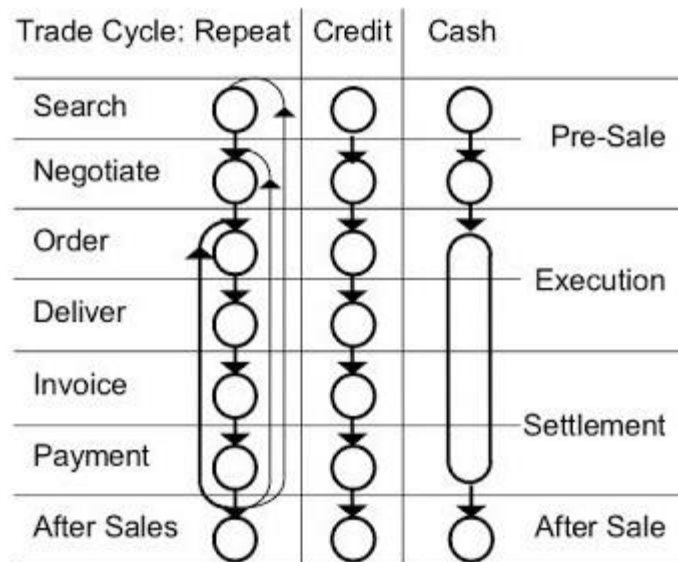 Trade Cycle: Repeat Credit Cash
Search
Pre-Sale
Negotiate
Order
Execution
Deliver
Invoice
Settlement
Payment
After Sales After Sale